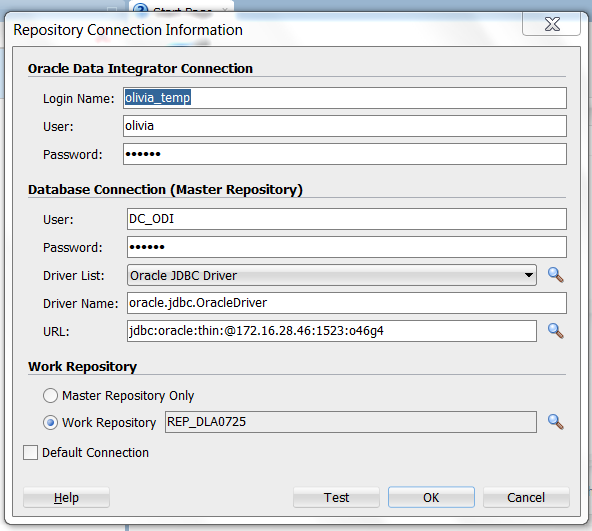 Start Page
Repository Connection Information
Oracle Data Integrator Connection
Login Name: olivia_temp
User: olivia
Password: ••••••
Database Connection (Master Repository)
User: DC_ODI
Password: ••••••
Driver List: Oracle JDBC Driver
Driver Name: oracle.jdbc.OracleDriver
URL: jdbc:oracle:thin:@172.16.28.46:1523:o46g4
Work Repository
Master Repository Only
Work Repository REP_DLA0725
Default Connection
Help Test OK Cancel